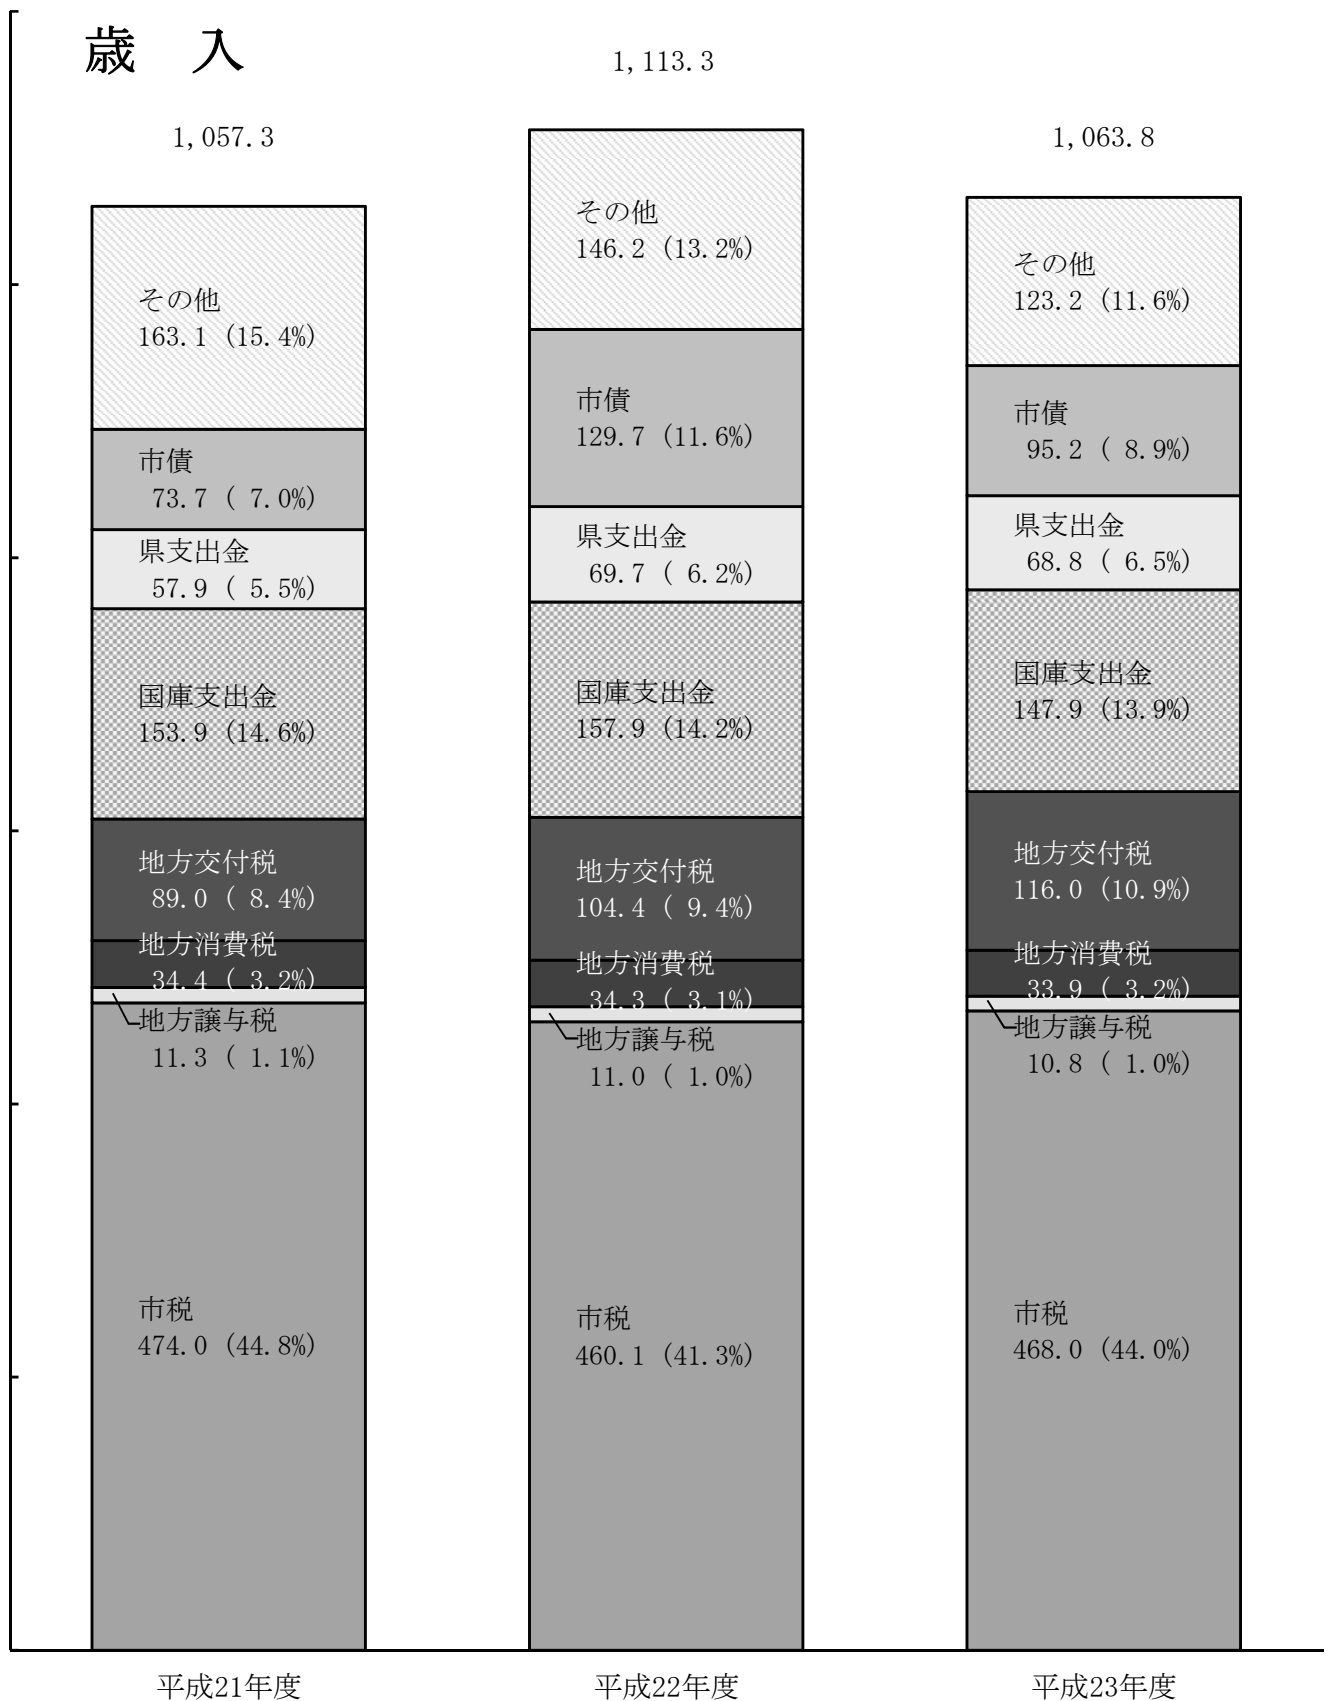 歳　入
1,057.3
その他
163.1 (15.4%)
市債
73.7 ( 7.0%)
県支出金
57.9 ( 5.5%)
国庫支出金
153.9 (14.6%)
地方交付税
89.0 ( 8.4%)
地方消費税
34.4 ( 3.2%)
地方譲与税
11.3 ( 1.1%)
市税
474.0 (44.8%)
平成21年度
1,113.3
その他
146.2 (13.2%)
市債
129.7 (11.6%)
県支出金
69.7 ( 6.2%)
国庫支出金
157.9 (14.2%)
地方交付税
104.4 ( 9.4%)
地方消費税
34.3 ( 3.1%)
地方譲与税
11.0 ( 1.0%)
市税
460.1 (41.3%)
平成22年度
1,063.8
その他
123.2 (11.6%)
市債
95.2 ( 8.9%)
県支出金
68.8 ( 6.5%)
国庫支出金
147.9 (13.9%)
地方交付税
116.0 (10.9%)
地方消費税
33.9 ( 3.2%)
地方譲与税
10.8 ( 1.0%)
市税
468.0 (44.0%)
平成23年度